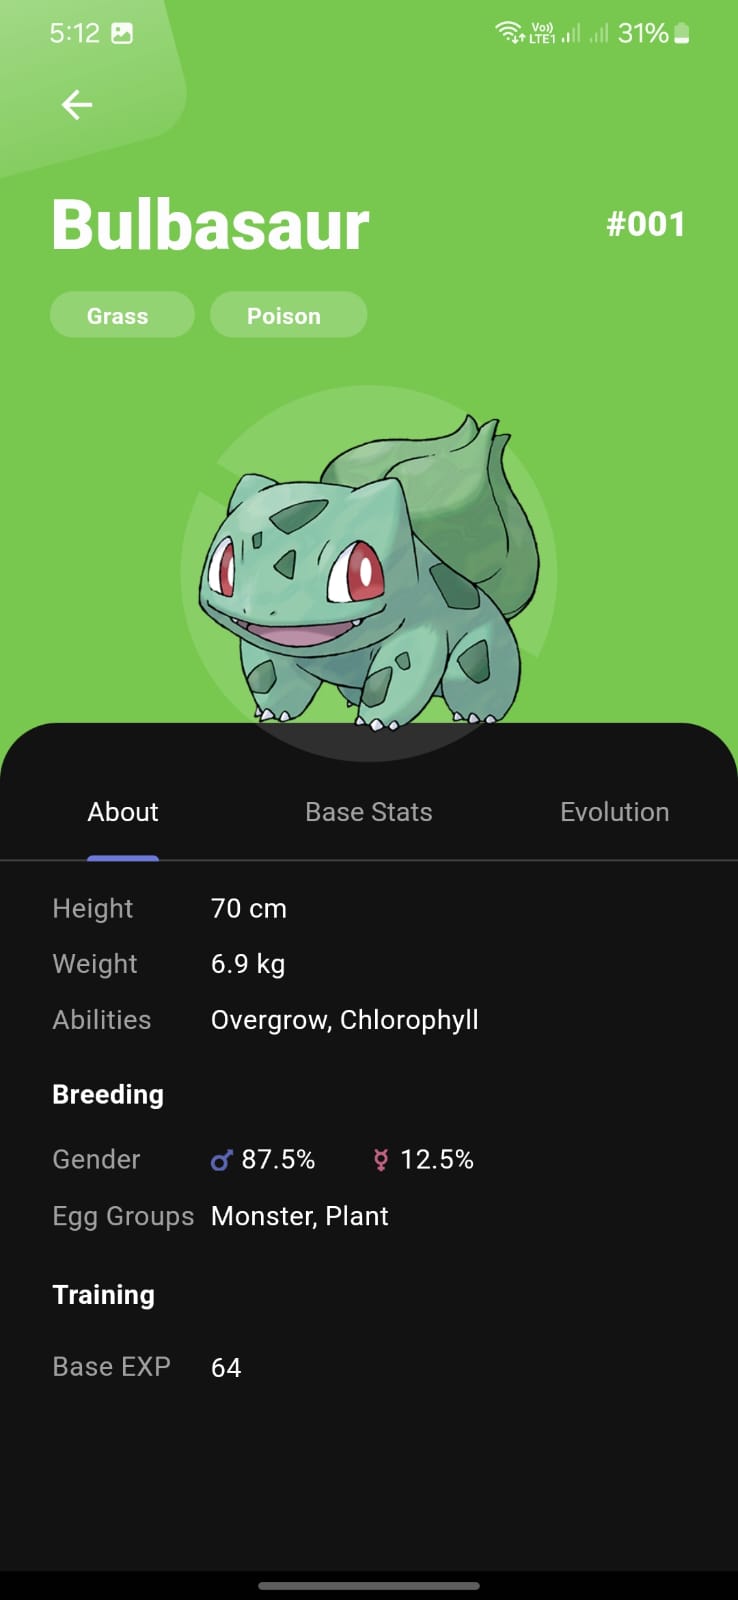 5:12 Vo)) LTE1 31%
Bulbasaur #001
Grass Poison
About Base Stats Evolution
Height 70 cm
Weight 6.9 kg
Abilities Overgrow, Chlorophyll
Breeding
Gender ♂ 87.5% ☿ 12.5%
Egg Groups Monster, Plant
Training
Base EXP 64